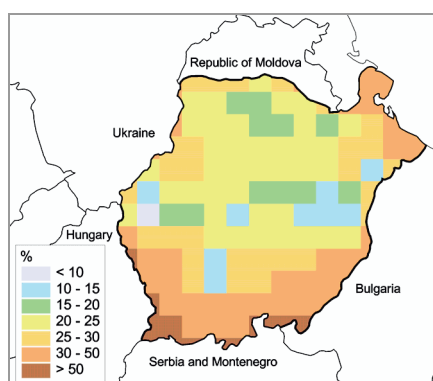 Republic of Moldova
Ukraine
Hungary
%
< 10
10 - 15
15 - 20
20 - 25
25 - 30
30 - 50
> 50
Bulgaria
Serbia and Montenegro